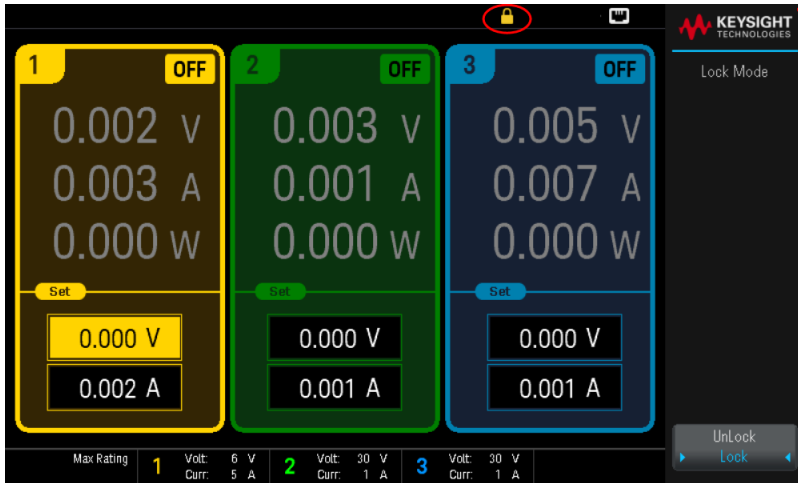 KEYSIGHT
TECHNOLOGIES
Lock Mode
1 OFF
0.002 V
0.003 A
0.000 W
Set
0.000 V
0.002 A
2 OFF
0.003 V
0.001 A
0.000 W
Set
0.000 V
0.001 A
3 OFF
0.005 V
0.007 A
0.000 W
Set
0.000 V
0.001 A
UnLock
Lock
Max Rating
1 Volt: 6 V
Curr: 5 A
2 Volt: 30 V
Curr: 1 A
3 Volt: 30 V
Curr: 1 A